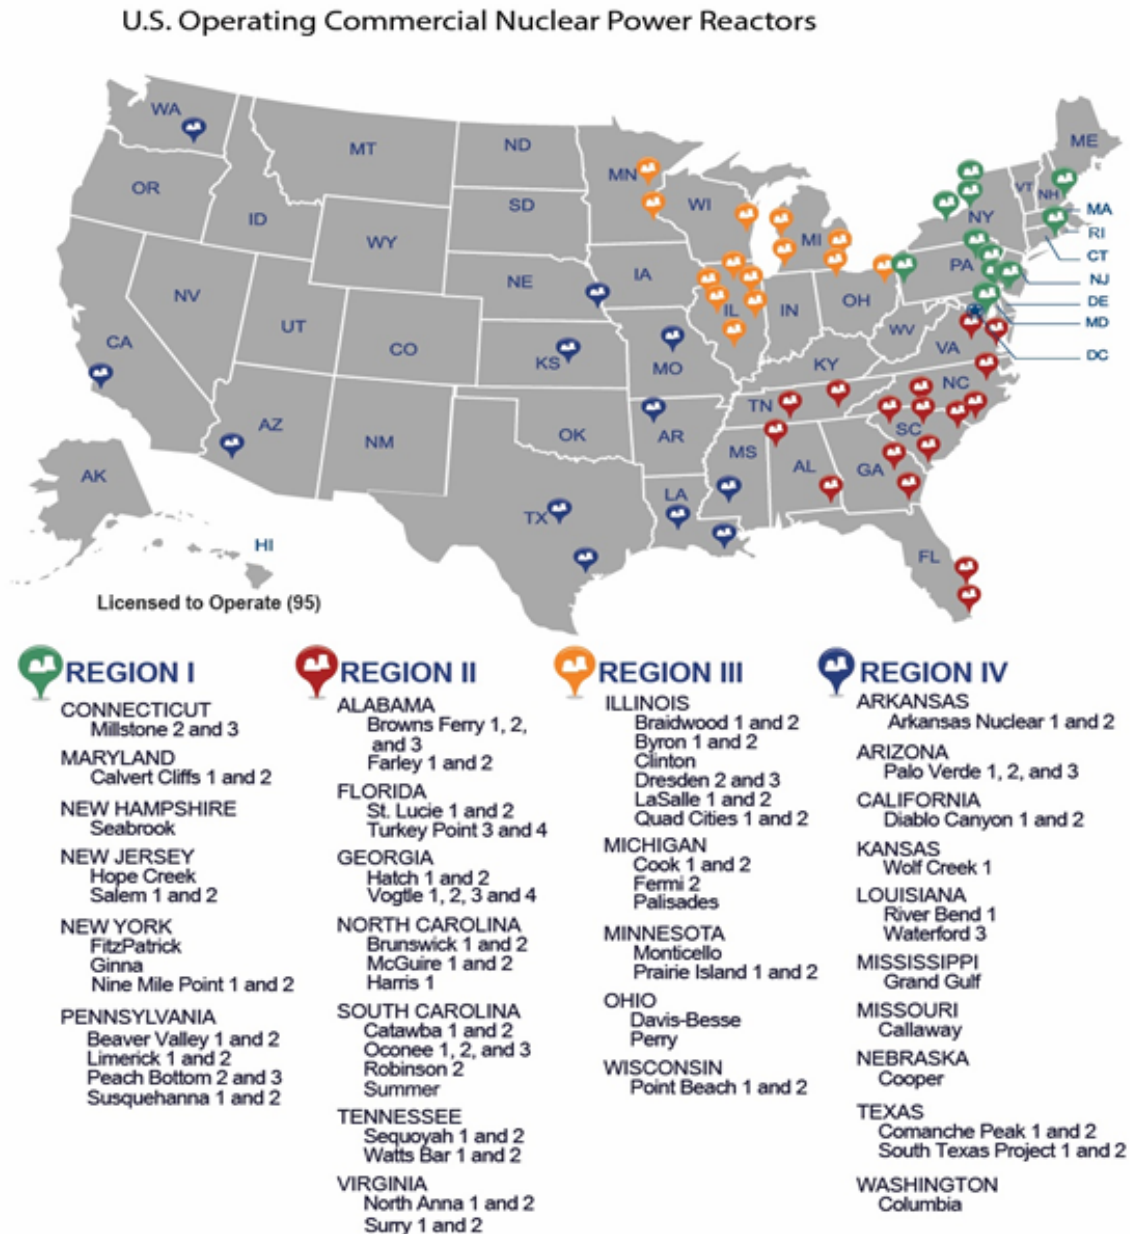 U.S. Operating Commercial Nuclear Power Reactors
WA
MT
ND
MN
ME
OR
ID
SD
WI
MI
VT
NH
NY
MA
RI
CT
WY
NE
IA
PA
NJ
NV
UT
CO
KS
IL
IN
OH
DE
MD
WV
VA
DC
CA
MO
KY
NC
AZ
NM
OK
AR
TN
SC
MS
AL
GA
AK
TX
LA
HI
FL
Licensed to Operate (95)
REGION I
CONNECTICUT
Millstone 2 and 3
MARYLAND
Calvert Cliffs 1 and 2
NEW HAMPSHIRE
Seabrook
NEW JERSEY
Hope Creek
Salem 1 and 2
NEW YORK
FitzPatrick
Ginna
Nine Mile Point 1 and 2
PENNSYLVANIA
Beaver Valley 1 and 2
Limerick 1 and 2
Peach Bottom 2 and 3
Susquehanna 1 and 2
REGION II
ALABAMA
Browns Ferry 1, 2,
and 3
Farley 1 and 2
FLORIDA
St. Lucie 1 and 2
Turkey Point 3 and 4
GEORGIA
Hatch 1 and 2
Vogtle 1, 2, 3 and 4
NORTH CAROLINA
Brunswick 1 and 2
McGuire 1 and 2
Harris 1
SOUTH CAROLINA
Catawba 1 and 2
Oconee 1, 2, and 3
Robinson 2
Summer
TENNESSEE
Sequoyah 1 and 2
Watts Bar 1 and 2
VIRGINIA
North Anna 1 and 2
Surry 1 and 2
REGION III
ILLINOIS
Braidwood 1 and 2
Byron 1 and 2
Clinton
Dresden 2 and 3
LaSalle 1 and 2
Quad Cities 1 and 2
MICHIGAN
Cook 1 and 2
Fermi 2
Palisades
MINNESOTA
Monticello
Prairie Island 1 and 2
OHIO
Davis-Besse
Perry
WISCONSIN
Point Beach 1 and 2
REGION IV
ARKANSAS
Arkansas Nuclear 1 and 2
ARIZONA
Palo Verde 1, 2, and 3
CALIFORNIA
Diablo Canyon 1 and 2
KANSAS
Wolf Creek 1
LOUISIANA
River Bend 1
Waterford 3
MISSISSIPPI
Grand Gulf
MISSOURI
Callaway
NEBRASKA
Cooper
TEXAS
Comanche Peak 1 and 2
South Texas Project 1 and 2
WASHINGTON
Columbia